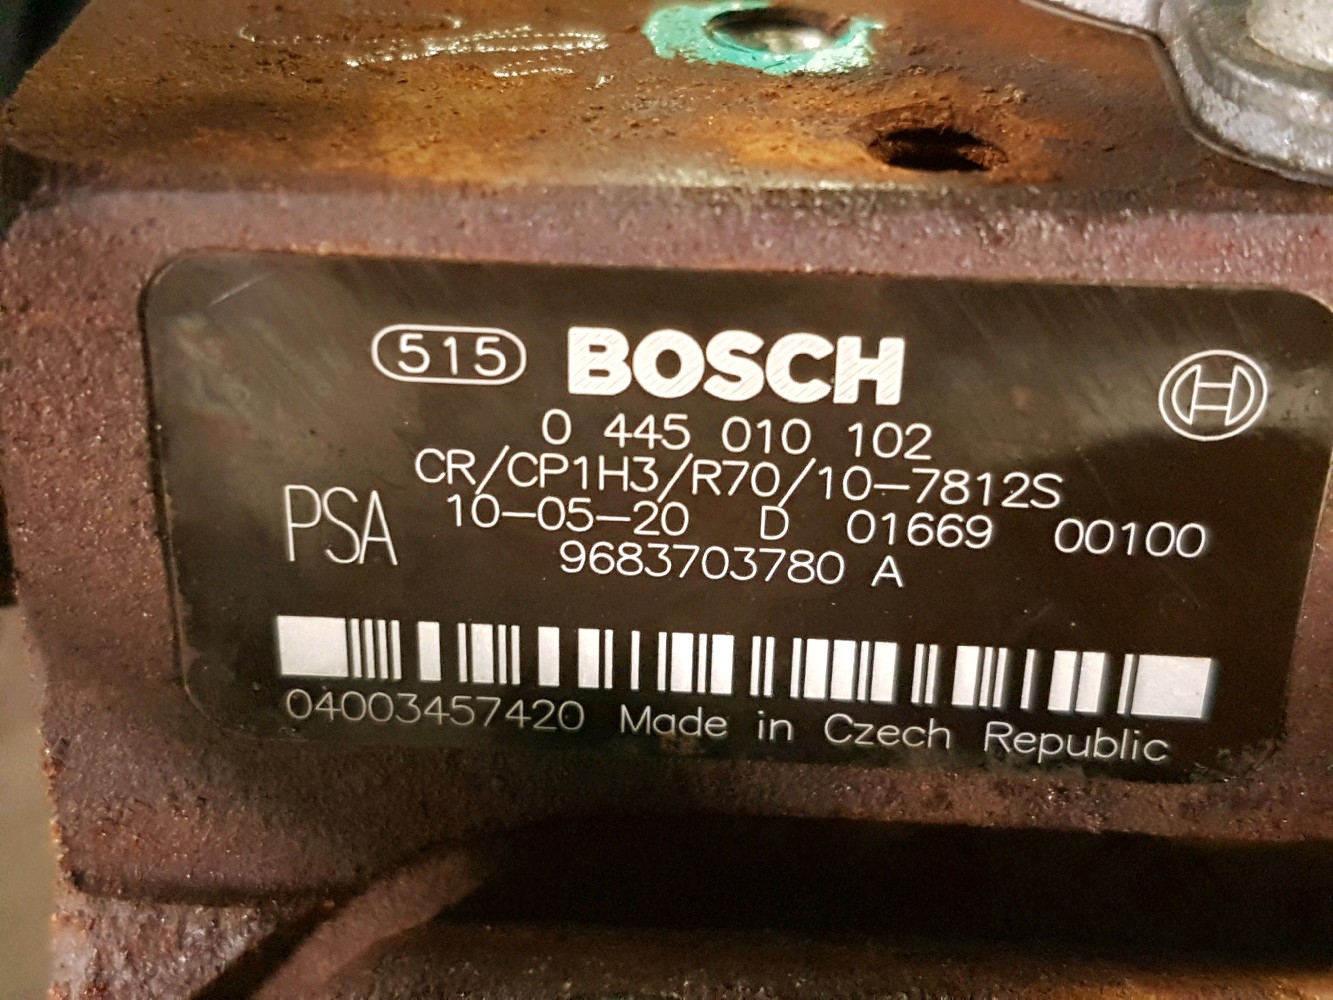 515 BOSCH
0 445 010 102
CR/CP1H3/R70/10-7812S
PSA 10-05-20 D 01669 00100
9683703780 A
04003457420 Made in Czech Republic